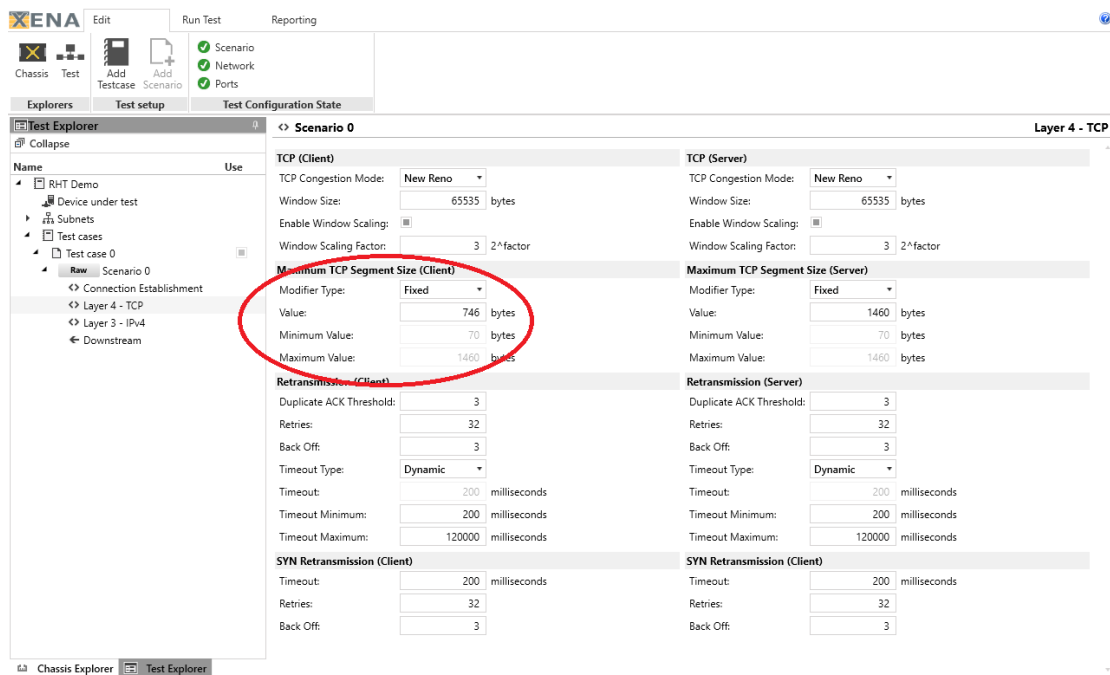 XENA Edit Run Test Reporting
Scenario
Network
Ports
Chassis Test Add Testcase Add Scenario
Explorers Test setup Test Configuration State
Test Explorer
Collapse
Name Use
RHT Demo
Device under test
Subnets
Test cases
Test case 0
Raw Scenario 0
Connection Establishment
Layer 4 - TCP
Layer 3 - IPv4
Downstream
Chassis Explorer Test Explorer
Scenario 0 Layer 4 - TCP
TCP (Client)
TCP Congestion Mode: New Reno
Window Size: 65535 bytes
Enable Window Scaling:
Window Scaling Factor: 3 2^factor
Maximum TCP Segment Size (Client)
Modifier Type: Fixed
Value: 746 bytes
Minimum Value: 70 bytes
Maximum Value: 1460 bytes
Retransmission (Client)
Duplicate ACK Threshold: 3
Retries: 32
Back Off: 3
Timeout Type: Dynamic
Timeout: 200 milliseconds
Timeout Minimum: 200 milliseconds
Timeout Maximum: 120000 milliseconds
SYN Retransmission (Client)
Timeout: 200 milliseconds
Retries: 32
Back Off: 3
TCP (Server)
TCP Congestion Mode: New Reno
Window Size: 65535 bytes
Enable Window Scaling:
Window Scaling Factor: 3 2^factor
Maximum TCP Segment Size (Server)
Modifier Type: Fixed
Value: 1460 bytes
Minimum Value: 70 bytes
Maximum Value: 1460 bytes
Retransmission (Server)
Duplicate ACK Threshold: 3
Retries: 32
Back Off: 3
Timeout Type: Dynamic
Timeout: 200 milliseconds
Timeout Minimum: 200 milliseconds
Timeout Maximum: 120000 milliseconds
SYN Retransmission (Client)
Timeout: 200 milliseconds
Retries: 32
Back Off: 3